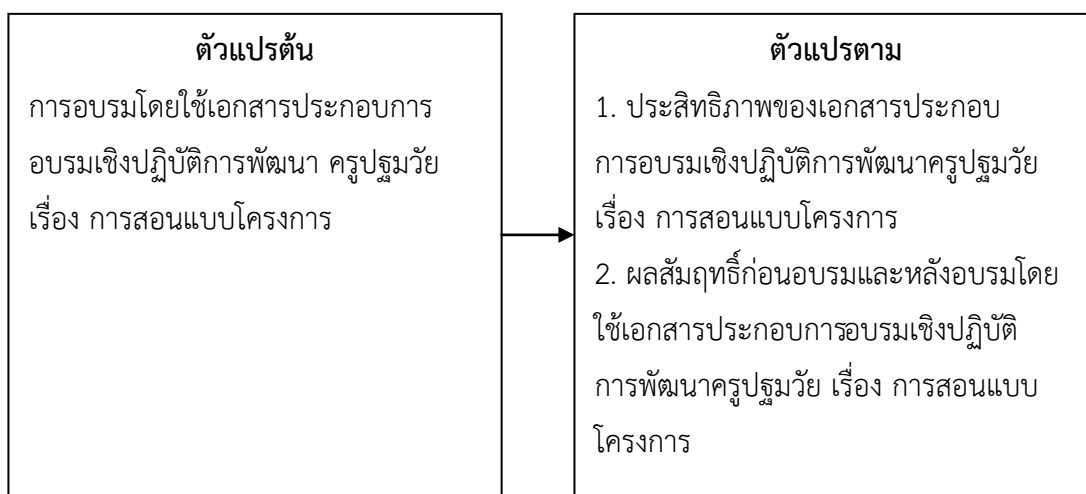 ตัวแปรต้น
การอบรมโดยใช้เอกสารประกอบการ
อบรมเชิงปฏิบัติการพัฒนา ครูปฐมวัย
เรื่อง การสอนแบบโครงการ
ตัวแปรตาม
1. ประสิทธิภาพของเอกสารประกอบ
การอบรมเชิงปฏิบัติการพัฒนาครูปฐมวัย
เรื่อง การสอนแบบโครงการ
2. ผลสัมฤทธิ์ก่อนอบรมและหลังอบรมโดย
ใช้เอกสารประกอบการอบรมเชิงปฏิบัติ
การพัฒนาครูปฐมวัย เรื่อง การสอนแบบ
โครงการ